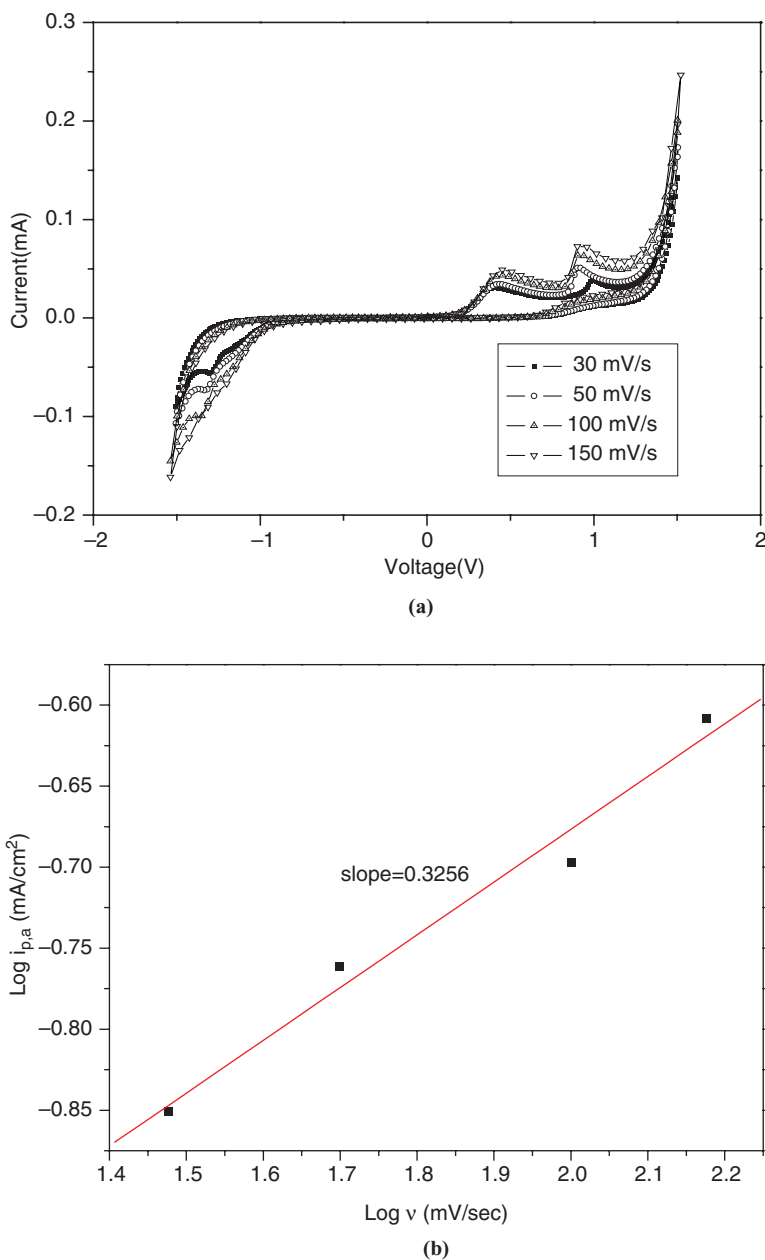 0.3
0.2
0.1
0.0
–0.1
–0.2
Current(mA)
–2
–1
0
1
2
Voltage(V)
30 mV/s
50 mV/s
100 mV/s
150 mV/s
(a)
–0.60
–0.65
–0.70
–0.75
–0.80
–0.85
Log i p,a (mA/cm2)
slope=0.3256
1.4
1.5
1.6
1.7
1.8
1.9
2.0
2.1
2.2
Log ν (mV/sec)
(b)